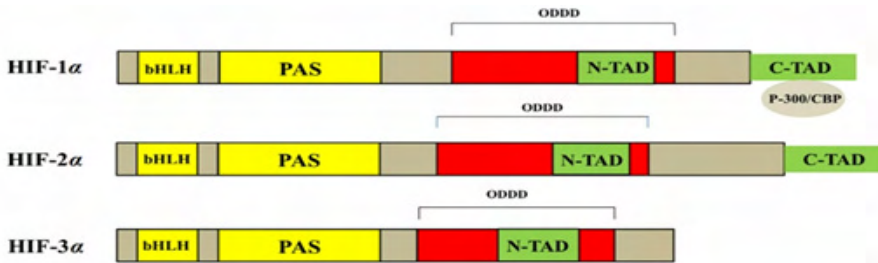 ODDD
HIF-1α bHLH PAS N-TAD C-TAD
P-300/CBP
ODDD
HIF-2α bHLH PAS N-TAD C-TAD
ODDD
HIF-3α bHLH PAS N-TAD